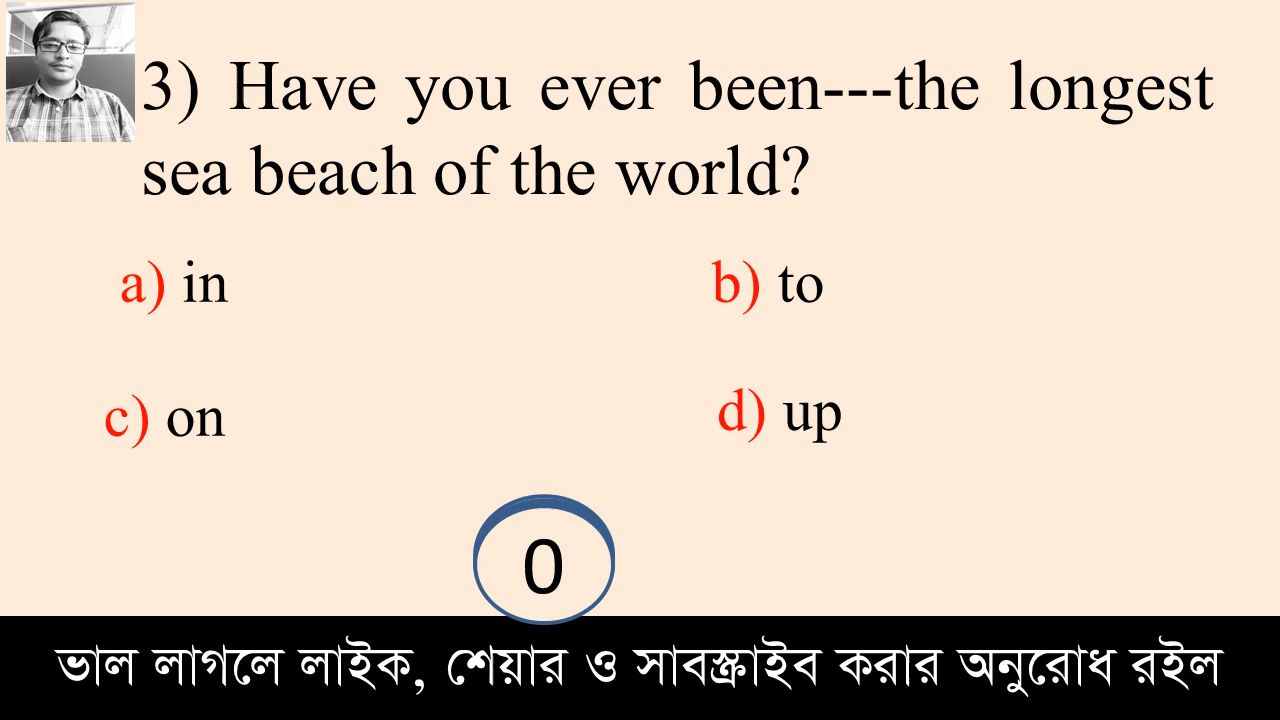 3) Have you ever been---the longest
sea beach of the world?
a) in
b) to
c) on
d) up
0
ভাল লাগলে লাইক, শেয়ার ও সাবস্ক্রাইব করার অনুরোধ রইল